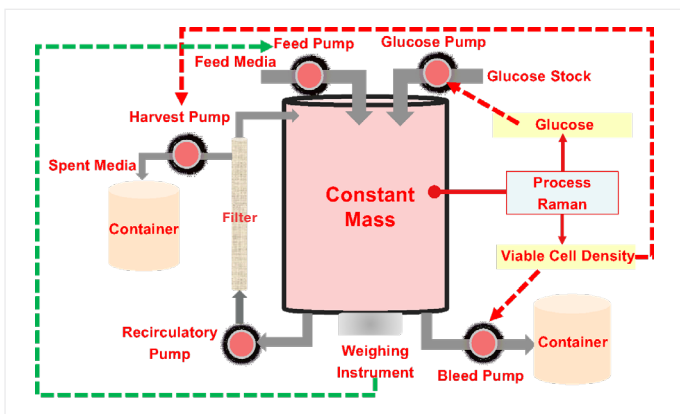 Feed Pump
Glucose Pump
Feed Media
Glucose Stock
Harvest Pump
Glucose
Spent Media
Constant
Mass
Process
Raman
Container
Filter
Viable Cell Density
Recirculatory
Pump
Weighing
Instrument
Bleed Pump
Container